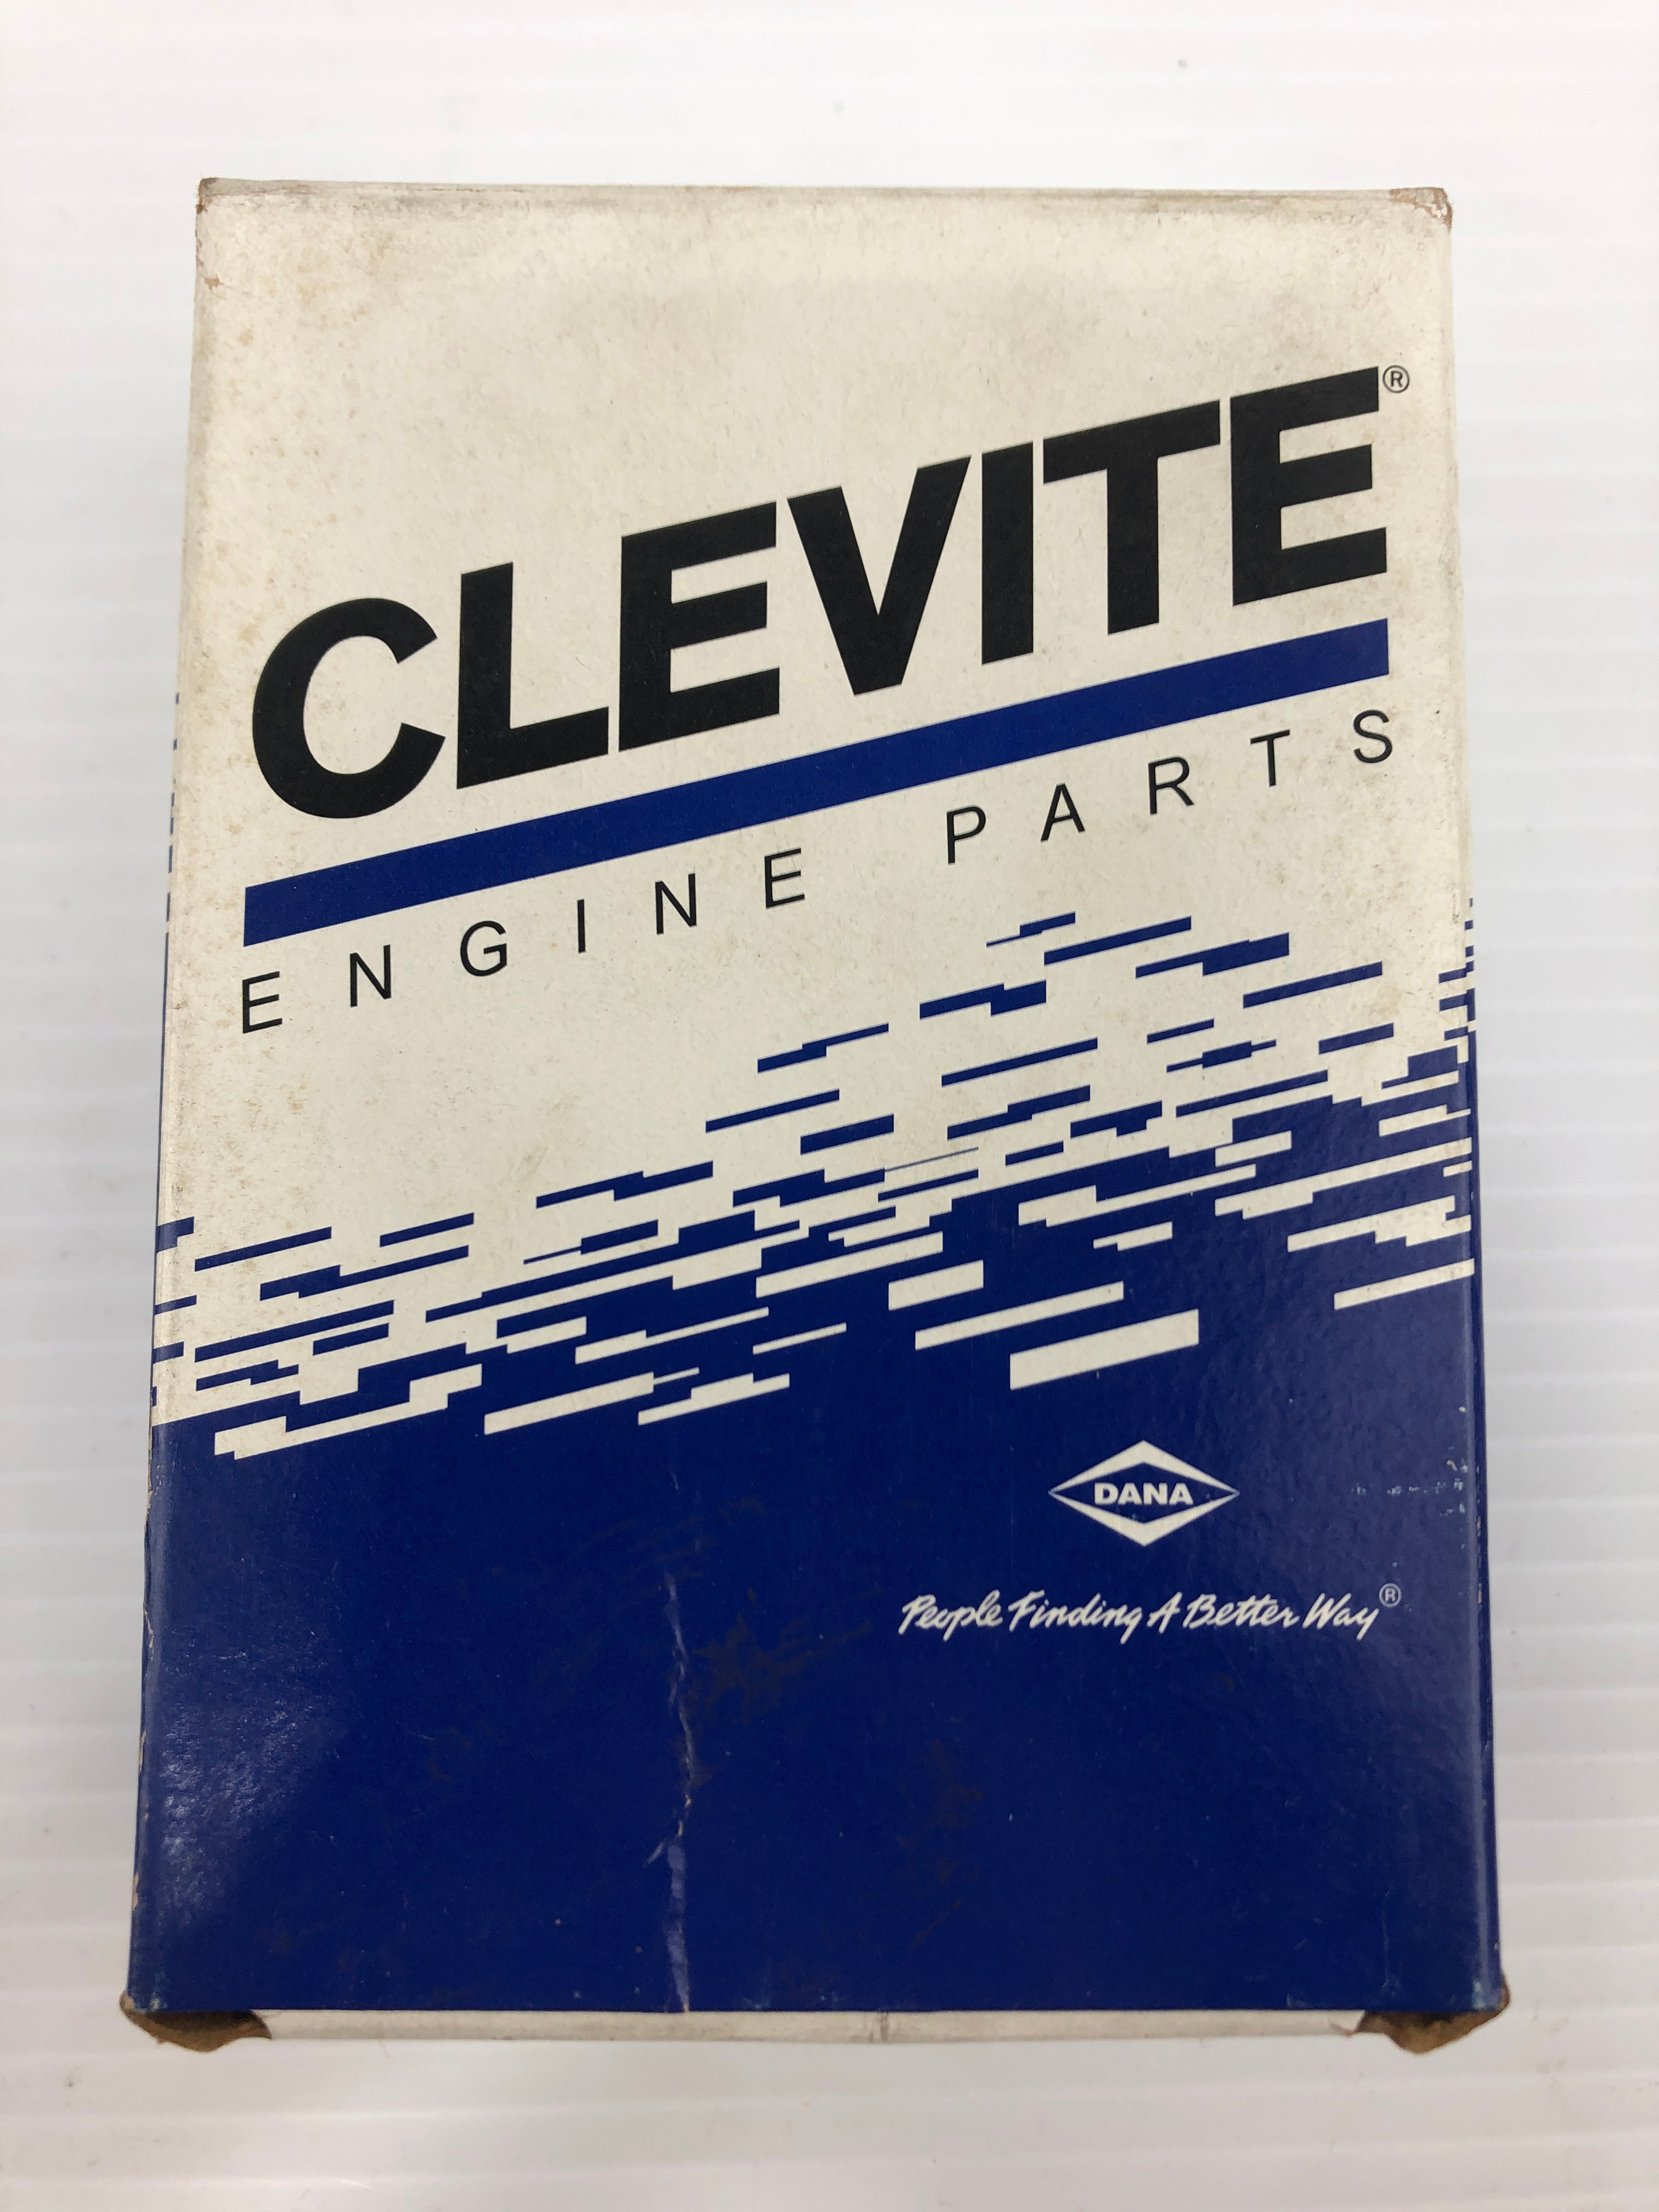 CLEVITE®
ENGINE PARTS
DANA
People Finding A Better Way®